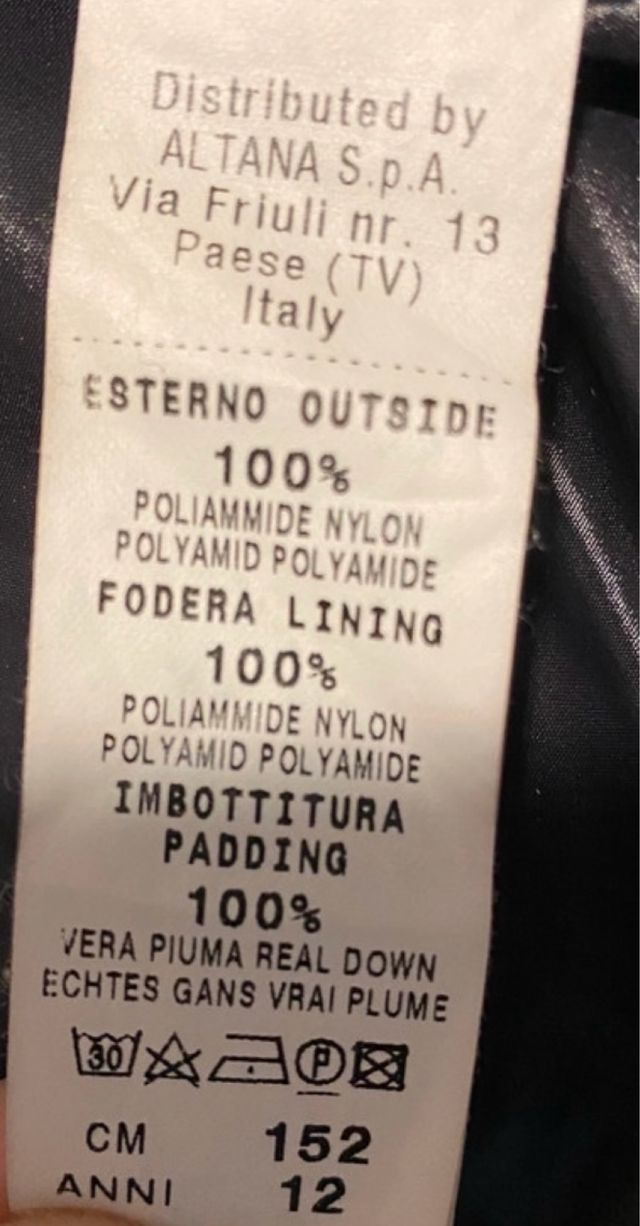 Distributed by
ALTANA S.p.A.
Via Friuli nr. 13
Paese (TV)
Italy
ESTERNO OUTSIDE
100%
POLIAMMIDE NYLON
POLYAMID POLYAMIDE
FODERA LINING
100%
POLIAMMIDE NYLON
POLYAMID POLYAMIDE
IMBOTTITURA
PADDING
100%
VERA PIUMA REAL DOWN
ECHTES GANS VRAI PLUME
30 P
CM 152
ANNI 12